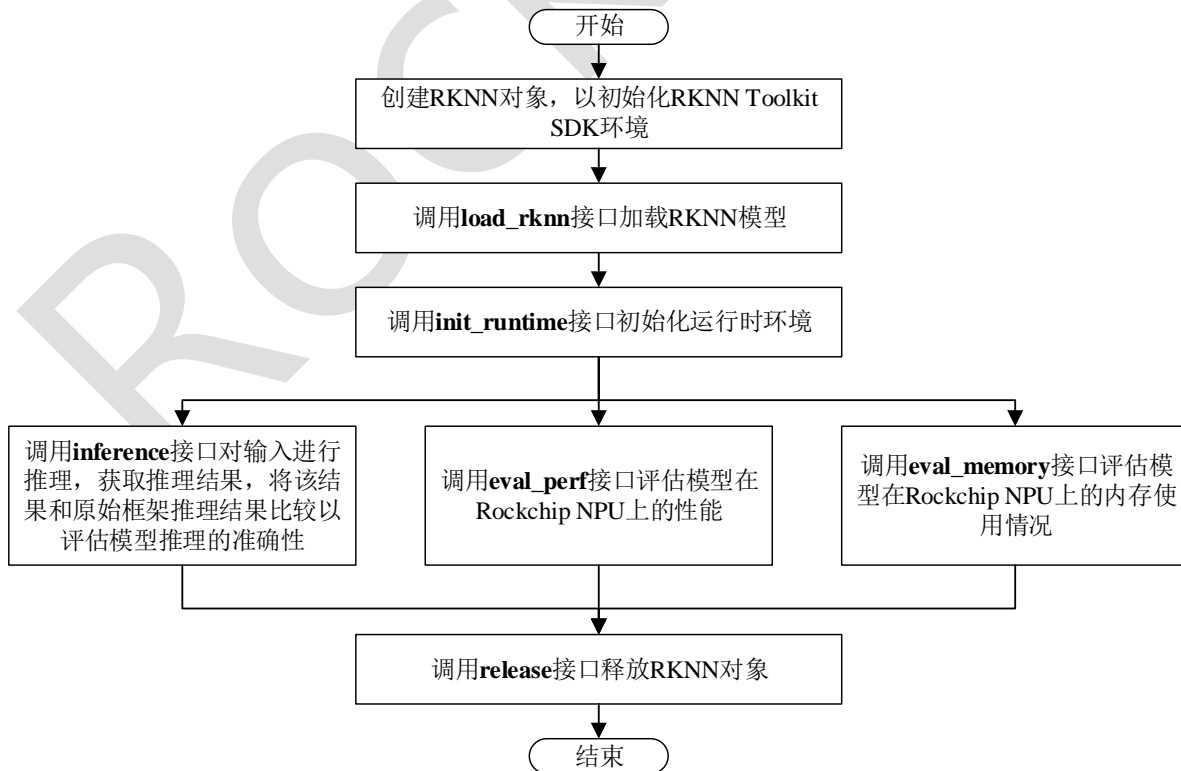 开始
创建RKNN对象，以初始化RKNN Toolkit
SDK环境
调用load_rknn接口加载RKNN模型
调用init_runtime接口初始化运行时环境
调用inference接口对输入进行
推理，获取推理结果，将该结
果和原始框架推理结果比较以
评估模型推理的准确性
调用eval_perf接口评估模型在
Rockchip NPU上的性能
调用eval_memory接口评估模
型在Rockchip NPU上的内存使
用情况
调用release接口释放RKNN对象
结束
ROCK